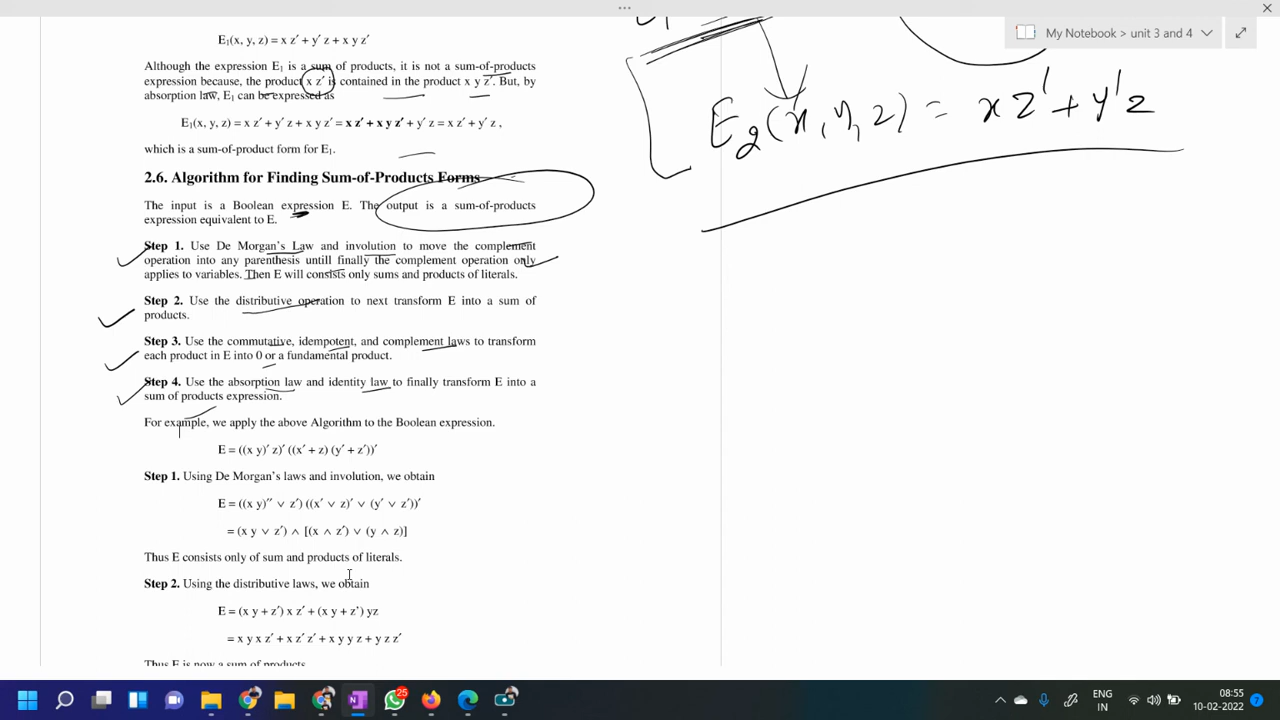 E₁(x, y, z) = x z′ + y′ z + x y z′
Although the expression E₁ is a sum of products, it is not a sum-of-products
expression because, the product x z′ is contained in the product x y z′. But, by
absorption law, E₁ can be expressed as
E₁(x, y, z) = x z′ + y′ z + x y z′ = x z′ + x y z′ + y′ z = x z′ + y′ z ,
which is a sum-of-product form for E₁.
2.6. Algorithm for Finding Sum-of-Products Forms
The input is a Boolean expression E. The output is a sum-of-products
expression equivalent to E.
Step 1. Use De Morgan's Law and involution to move the complement
operation into any parenthesis untill finally the complement operation only
applies to variables. Then E will consists only sums and products of literals.
Step 2. Use the distributive operation to next transform E into a sum of
products.
Step 3. Use the commutative, idempotent, and complement laws to transform
each product in E into 0 or a fundamental product.
Step 4. Use the absorption law and identity law to finally transform E into a
sum of products expression.
For example, we apply the above Algorithm to the Boolean expression.
E = ((x y)′ z)′ ((x′ + z) (y′ + z′))′
Step 1. Using De Morgan's laws and involution, we obtain
E = ((x y)′′ ∨ z′) ((x′ ∨ z)′ ∨ (y′ ∨ z′))′
= (x y ∨ z′) ∧ [(x ∧ z′) ∨ (y ∧ z)]
Thus E consists only of sum and products of literals.
Step 2. Using the distributive laws, we obtain
E = (x y + z′) x z′ + (x y + z′) yz
= x y x z′ + x z′ z′ + x y y z + y z z′
Thus E is now a sum of products
My Notebook > unit 3 and 4
E₂(x, y, z) = x z′ + y′ z
25
ENG
IN
08:55
10-02-2022
7